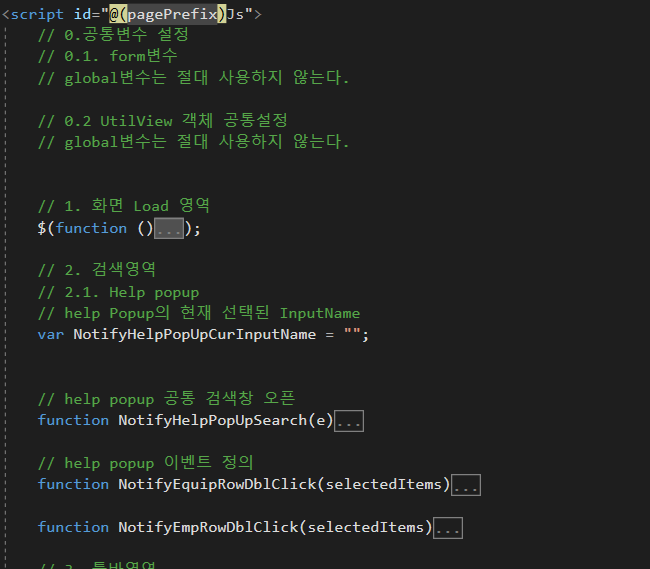 <script id="@(pagePrefix)Js">
// 0.공통변수 설정
// 0.1. form변수
// global변수는 절대 사용하지 않는다.
// 0.2 UtilView 객체 공통설정
// global변수는 절대 사용하지 않는다.
// 1. 화면 Load 영역
$(function ()...);
// 2. 검색영역
// 2.1. Help popup
// help Popup의 현재 선택된 InputName
var NotifyHelpPopUpCurInputName = "";
// help popup 공통 검색창 오픈
function NotifyHelpPopUpSearch(e)...
// help popup 이벤트 정의
function NotifyEquipRowDblClick(selectedItems)...
function NotifyEmpRowDblClick(selectedItems)...
// 3. 툴바영역